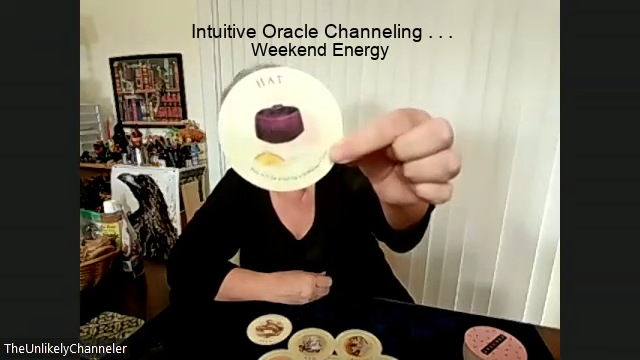 Intuitive Oracle Channeling . . .
Weekend Energy
HAT
TheUnlikelyChanneler